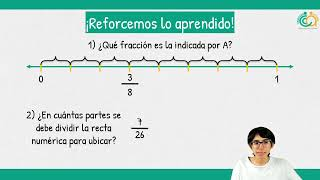 ¡Reforcemos lo aprendido!
1) ¿Qué fracción es la indicada por A?
0 1
3
8
2) ¿En cuántas partes se
debe dividir la recta
numérica para ubicar?
7
26